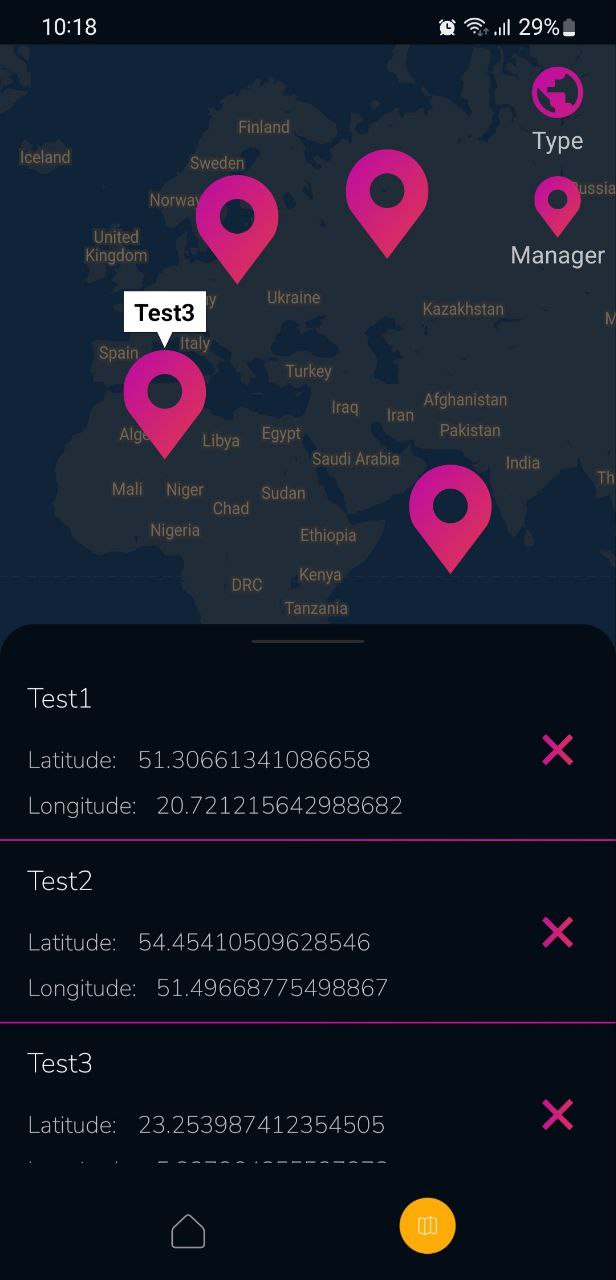 10:18 29%
Finland
Type
Iceland
Sweden
Norway
Russia
United
Kingdom
Manager
Ukraine
Kazakhstan
Test3
Italy
Spain
Turkey
Afghanistan
Iraq
Iran
Pakistan
Libya
Egypt
Saudi Arabia
India
Mali
Niger
Sudan
Chad
Nigeria
Ethiopia
Kenya
DRC
Tanzania
Test1
Latitude: 51.30661341086658
Longitude: 20.721215642988682
Test2
Latitude: 54.45410509628546
Longitude: 51.49668775498867
Test3
Latitude: 23.253987412354505